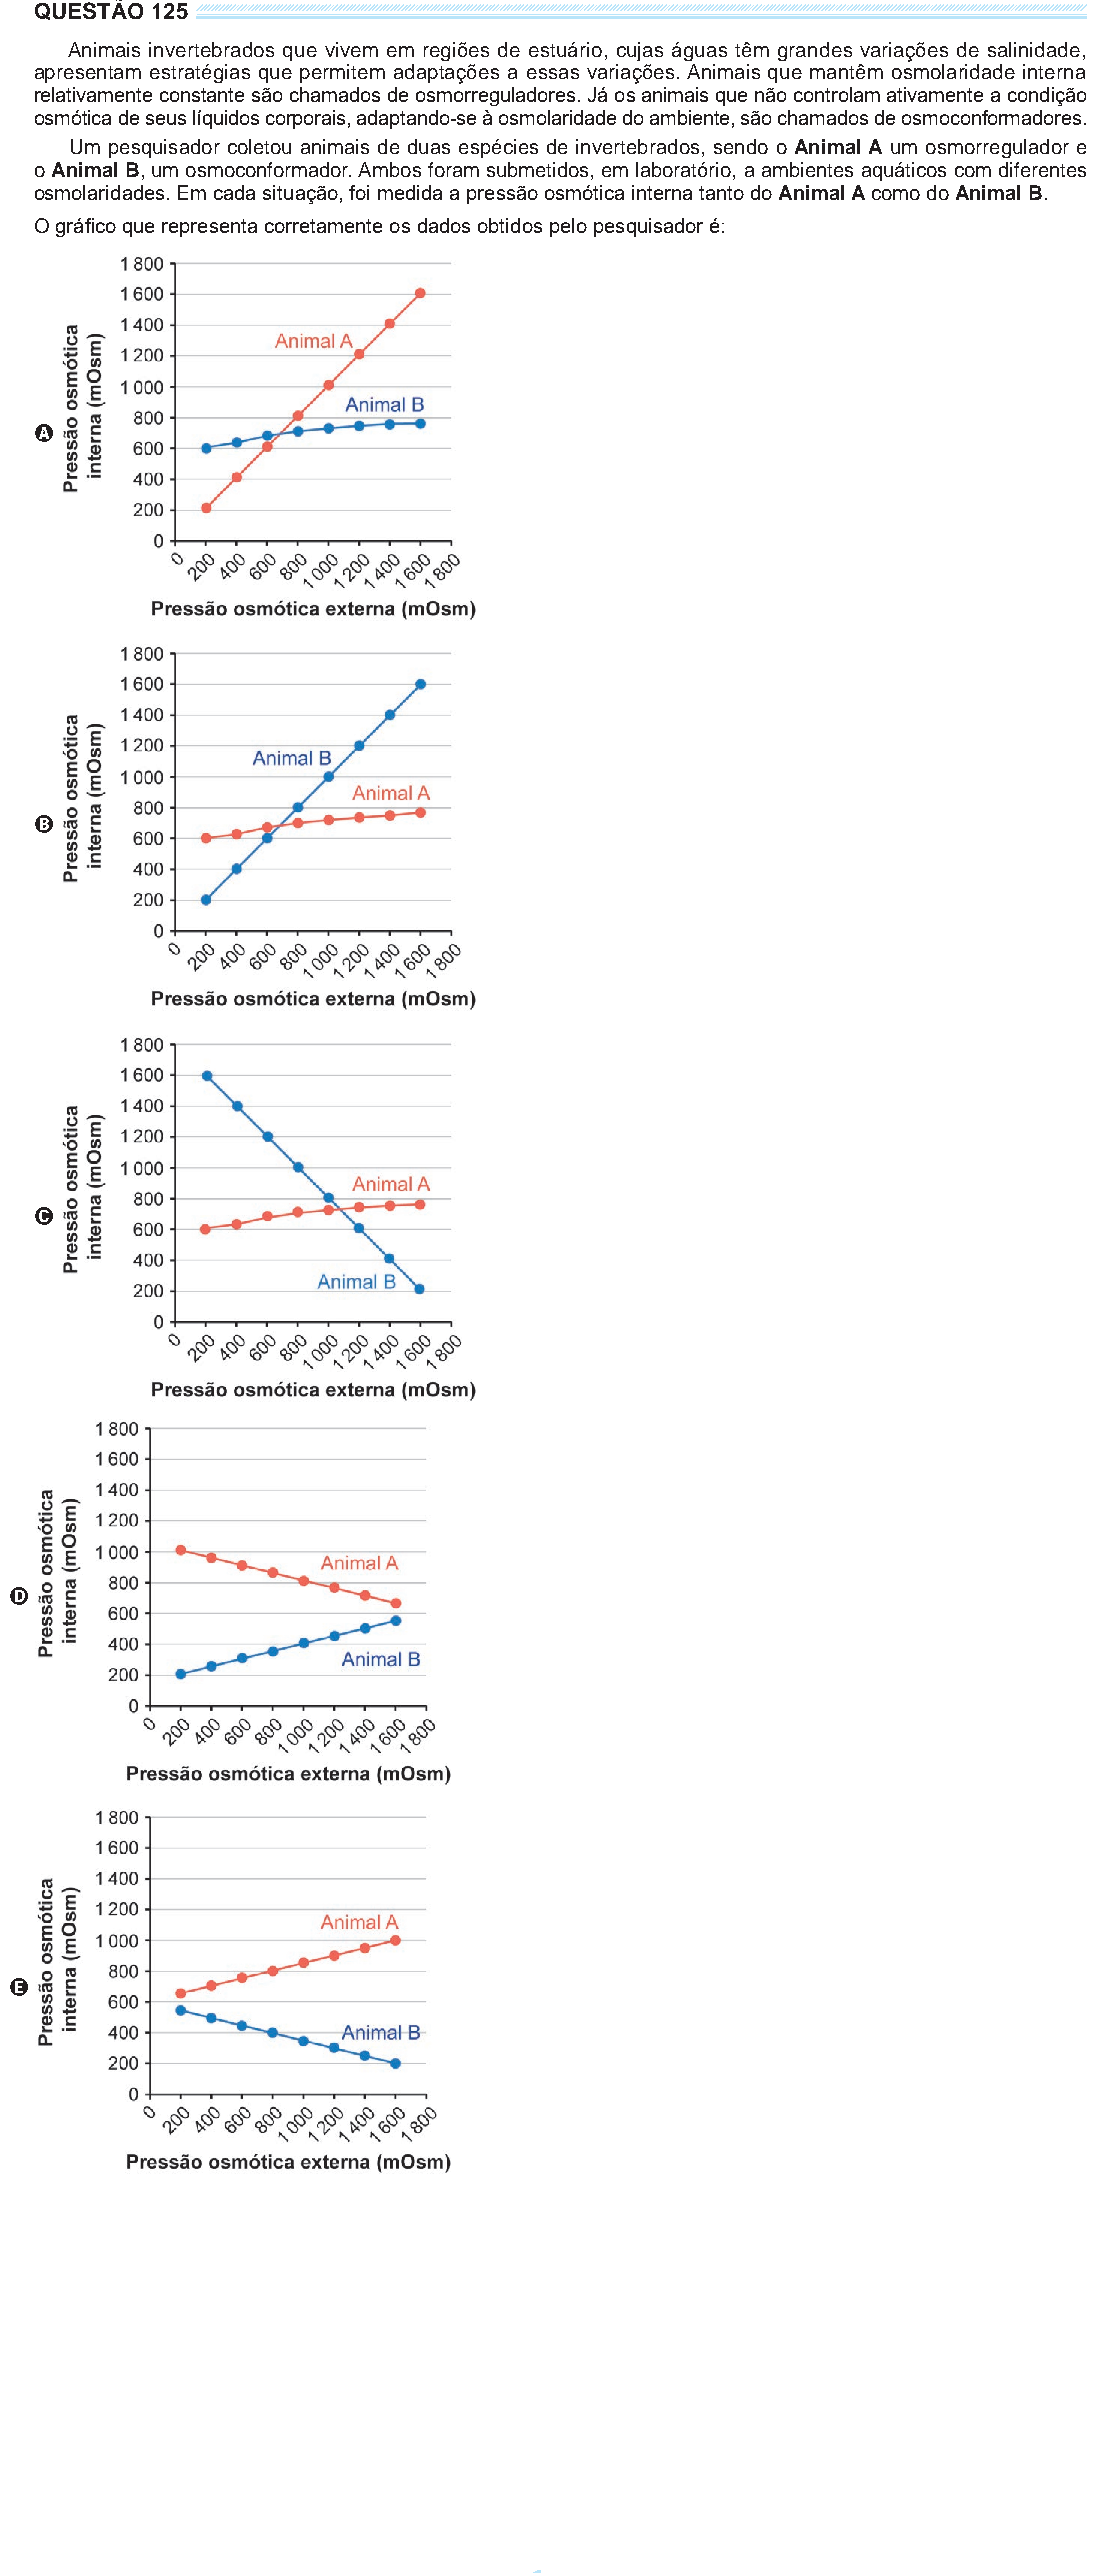 QUESTÃO 125
Animais invertebrados que vivem em regiões de estuário, cujas águas têm grandes variações de salinidade,
apresentam estratégias que permitem adaptações a essas variações. Animais que mantêm osmolaridade interna
relativamente constante são chamados de osmorreguladores. Já os animais que não controlam ativamente a condição
osmótica de seus líquidos corporais, adaptando-se à osmolaridade do ambiente, são chamados de osmoconformadores.
Um pesquisador coletou animais de duas espécies de invertebrados, sendo o Animal A um osmorregulador e
o Animal B, um osmoconformador. Ambos foram submetidos, em laboratório, a ambientes aquáticos com diferentes
osmolaridades. Em cada situação, foi medida a pressão osmótica interna tanto do Animal A como do Animal B.
O gráfico que representa corretamente os dados obtidos pelo pesquisador é:
A
Pressão osmótica
interna (mOsm)
1 800
1 600
1 400
1 200
1 000
800
600
400
200
0
Animal A
Animal B
0 200 400 600 800 1 000 1 200 1 400 1 600 1 800
Pressão osmótica externa (mOsm)
B
Pressão osmótica
interna (mOsm)
1 800
1 600
1 400
1 200
1 000
800
600
400
200
0
Animal B
Animal A
0 200 400 600 800 1 000 1 200 1 400 1 600 1 800
Pressão osmótica externa (mOsm)
C
Pressão osmótica
interna (mOsm)
1 800
1 600
1 400
1 200
1 000
800
600
400
200
0
Animal A
Animal B
0 200 400 600 800 1 000 1 200 1 400 1 600 1 800
Pressão osmótica externa (mOsm)
D
Pressão osmótica
interna (mOsm)
1 800
1 600
1 400
1 200
1 000
800
600
400
200
0
Animal A
Animal B
0 200 400 600 800 1 000 1 200 1 400 1 600 1 800
Pressão osmótica externa (mOsm)
E
Pressão osmótica
interna (mOsm)
1 800
1 600
1 400
1 200
1 000
800
600
400
200
0
Animal A
Animal B
0 200 400 600 800 1 000 1 200 1 400 1 600 1 800
Pressão osmótica externa (mOsm)